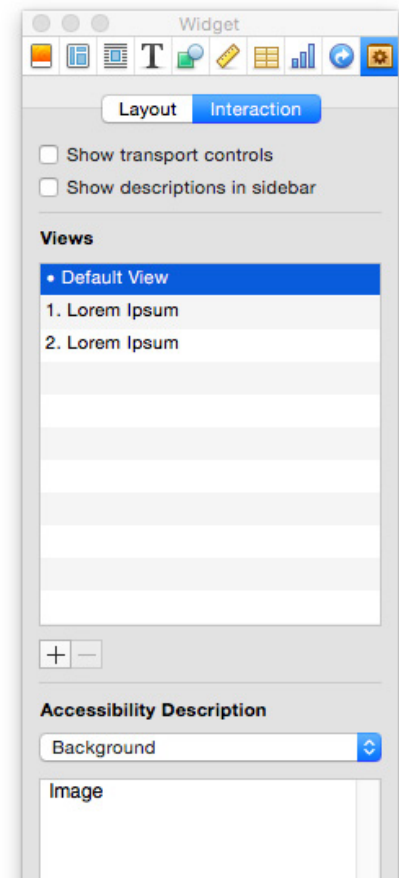 Widget
T
Layout Interaction
Show transport controls
Show descriptions in sidebar
Views
• Default View
1. Lorem Ipsum
2. Lorem Ipsum
Accessibility Description
Background
Image